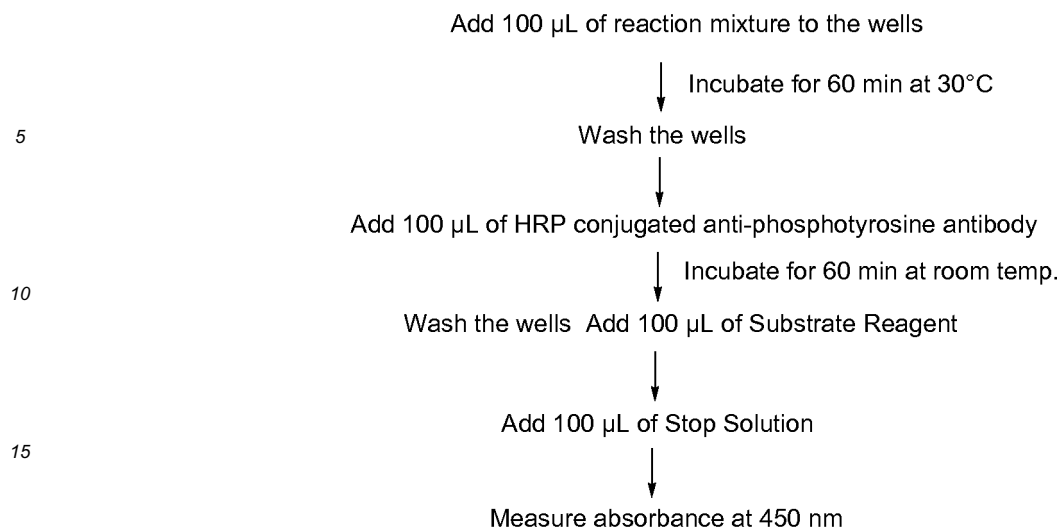 Add 100 µL of reaction mixture to the wells
Incubate for 60 min at 30°C
5
Wash the wells
Add 100 µL of HRP conjugated anti-phosphotyrosine antibody
Incubate for 60 min at room temp.
10
Wash the wells Add 100 µL of Substrate Reagent
Add 100 µL of Stop Solution
15
Measure absorbance at 450 nm